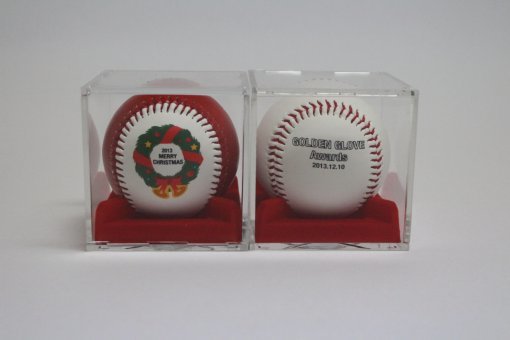 2013
MERRY
CHRISTMAS
GOLDEN GLOVE
Awards
2013.12.10